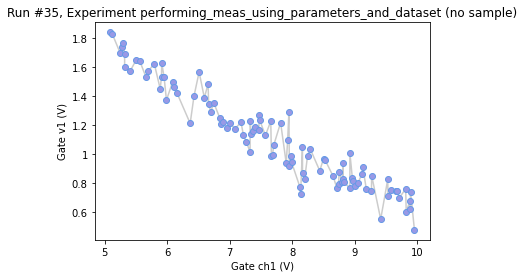 Run #35, Experiment performing_meas_using_parameters_and_dataset (no sample)
1.8
1.6
1.4
1.2
1
0.8
0.6
Gate v1 (V)
5 6 7 8 9 10
Gate ch1 (V)